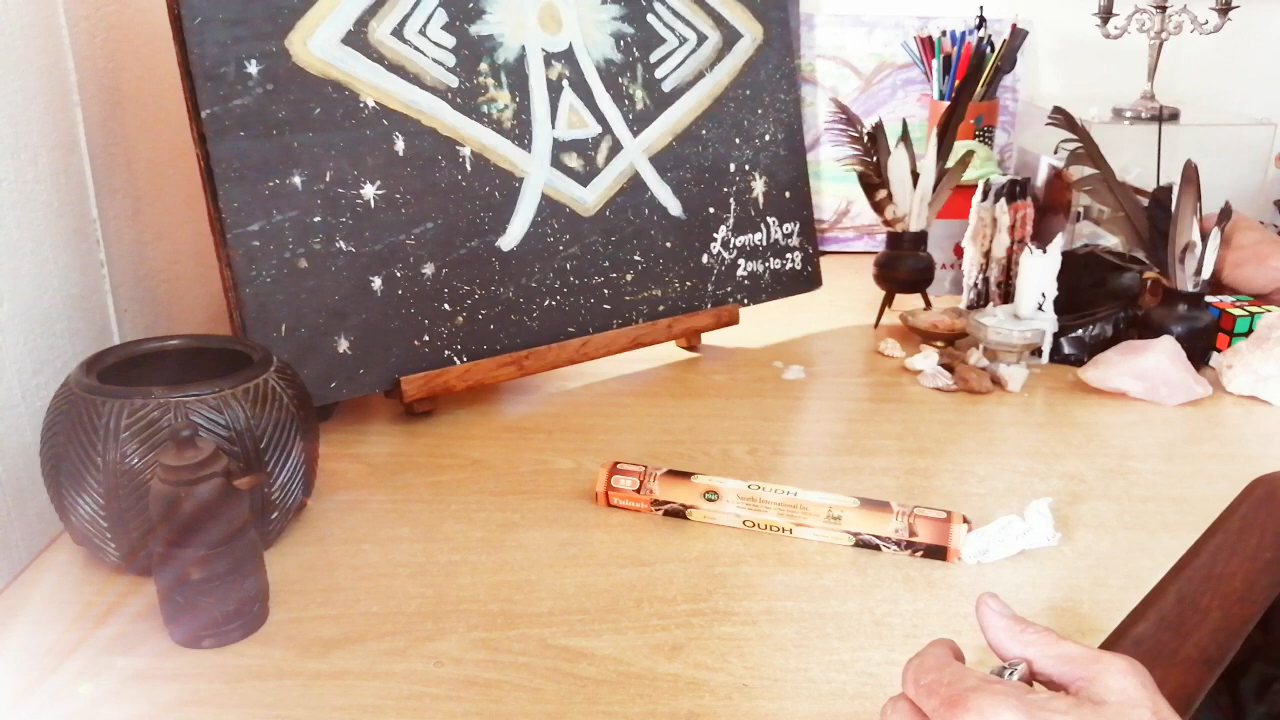 Lionel Roy
2016-10-28
OUDH
Sarathi International Inc.
Tulasi
OUDH